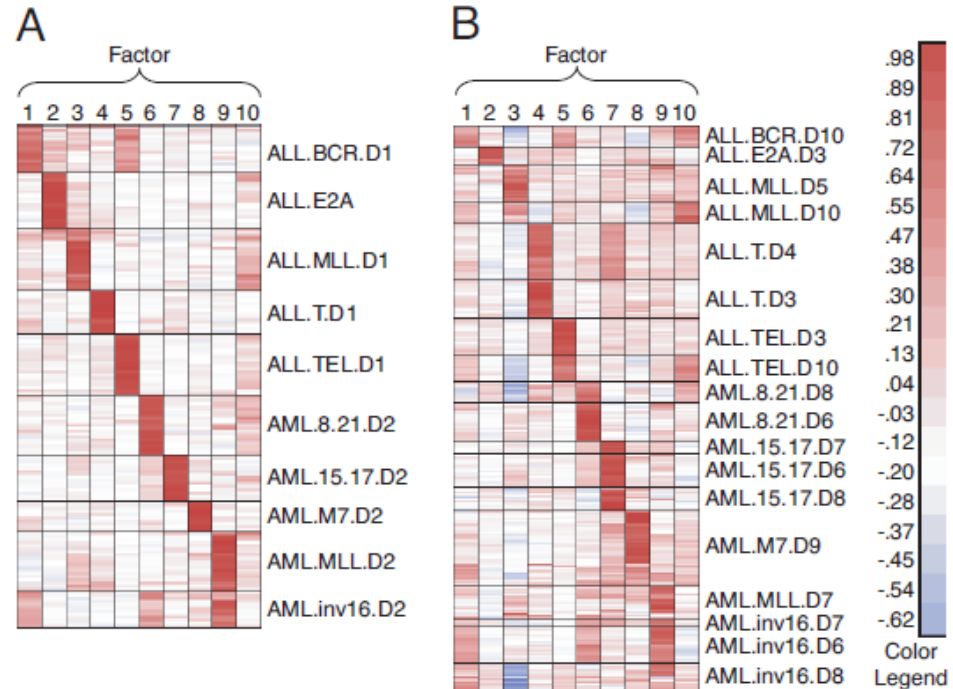 A
Factor
1 2 3 4 5 6 7 8 9 10
ALL.BCR.D1
ALL.E2A
ALL.MLL.D1
ALL.T.D1
ALL.TEL.D1
AML.8.21.D2
AML.15.17.D2
AML.M7.D2
AML.MLL.D2
AML.inv16.D2
B
Factor
1 2 3 4 5 6 7 8 9 10
ALL.BCR.D10
ALL.E2A.D3
ALL.MLL.D5
ALL.MLL.D10
ALL.T.D4
ALL.T.D3
ALL.TEL.D3
ALL.TEL.D10
AML.8.21.D8
AML.8.21.D6
AML.15.17.D7
AML.15.17.D6
AML.15.17.D8
AML.M7.D9
AML.MLL.D7
AML.inv16.D7
AML.inv16.D6
AML.inv16.D8
.98
.89
.81
.72
.64
.55
.47
.38
.30
.21
.13
.04
-.03
-.12
-.20
-.28
-.37
-.45
-.54
-.62
Color
Legend